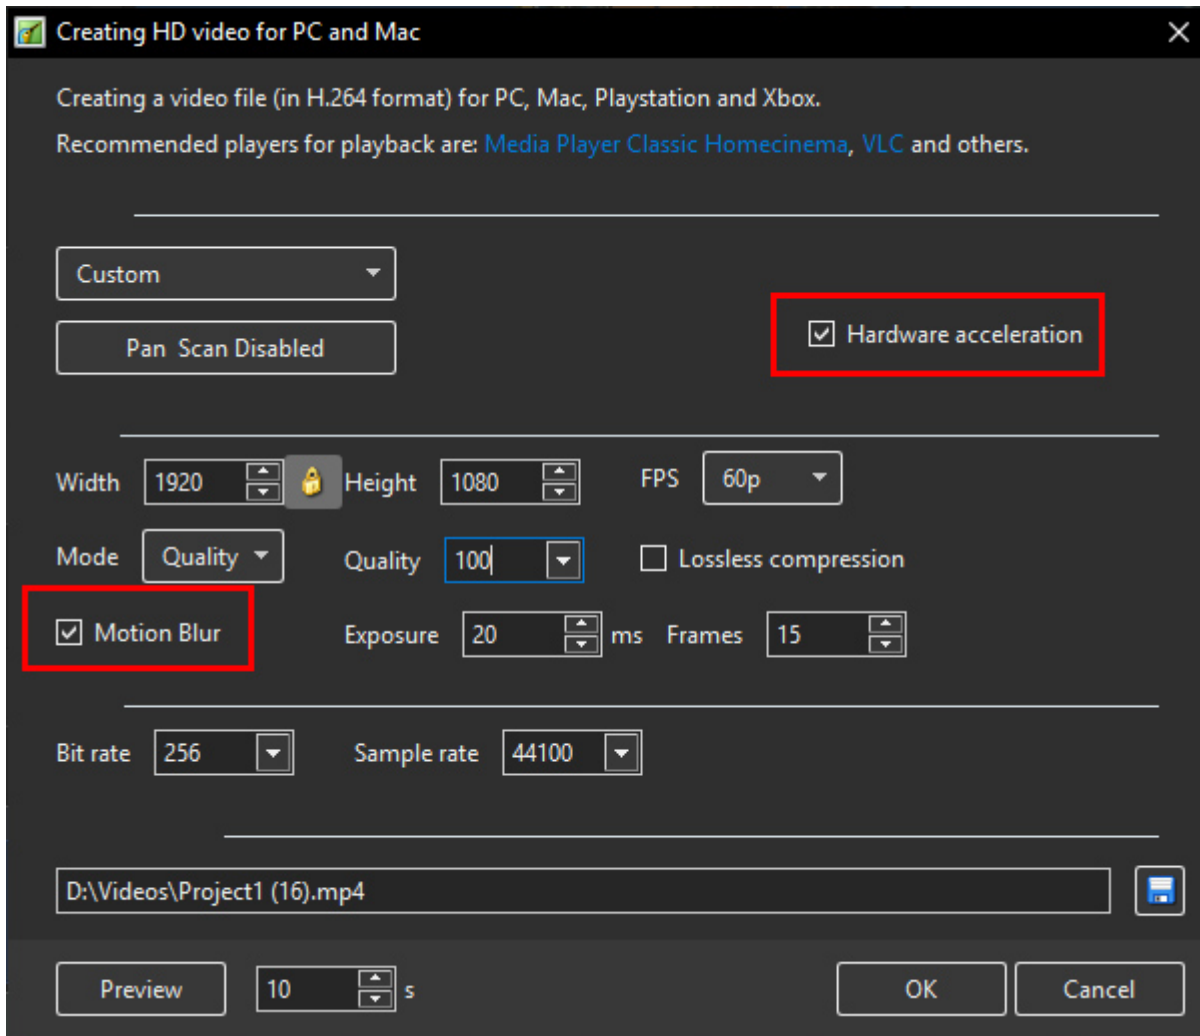 Creating HD video for PC and Mac
Creating a video file (in H.264 format) for PC, Mac, Playstation and Xbox.
Recommended players for playback are: Media Player Classic Homecinema, VLC and others.
Custom
Pan Scan Disabled
Hardware acceleration
Width 1920 Height 1080 FPS 60p
Mode Quality Quality 100 Lossless compression
Motion Blur Exposure 20 ms Frames 15
Bit rate 256 Sample rate 44100
D:\Videos\Project1 (16).mp4
Preview 10 s OK Cancel